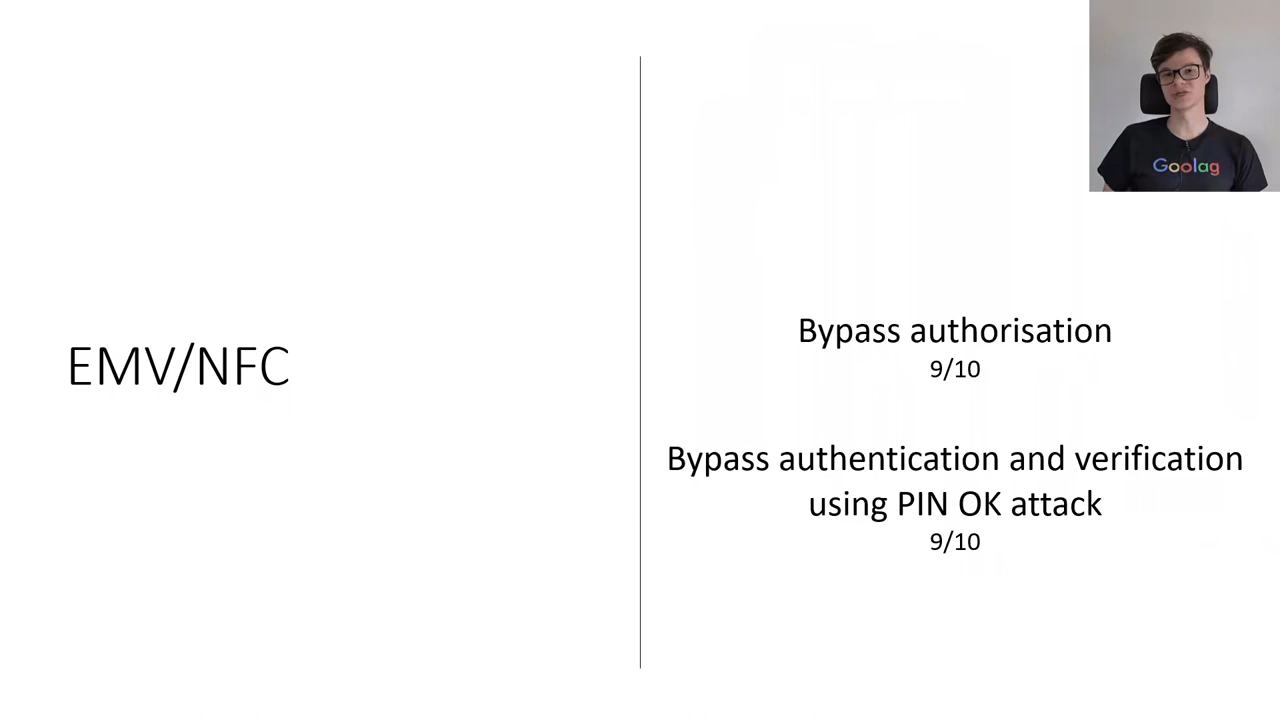 Goolag
EMV/NFC
Bypass authorisation
9/10
Bypass authentication and verification
using PIN OK attack
9/10